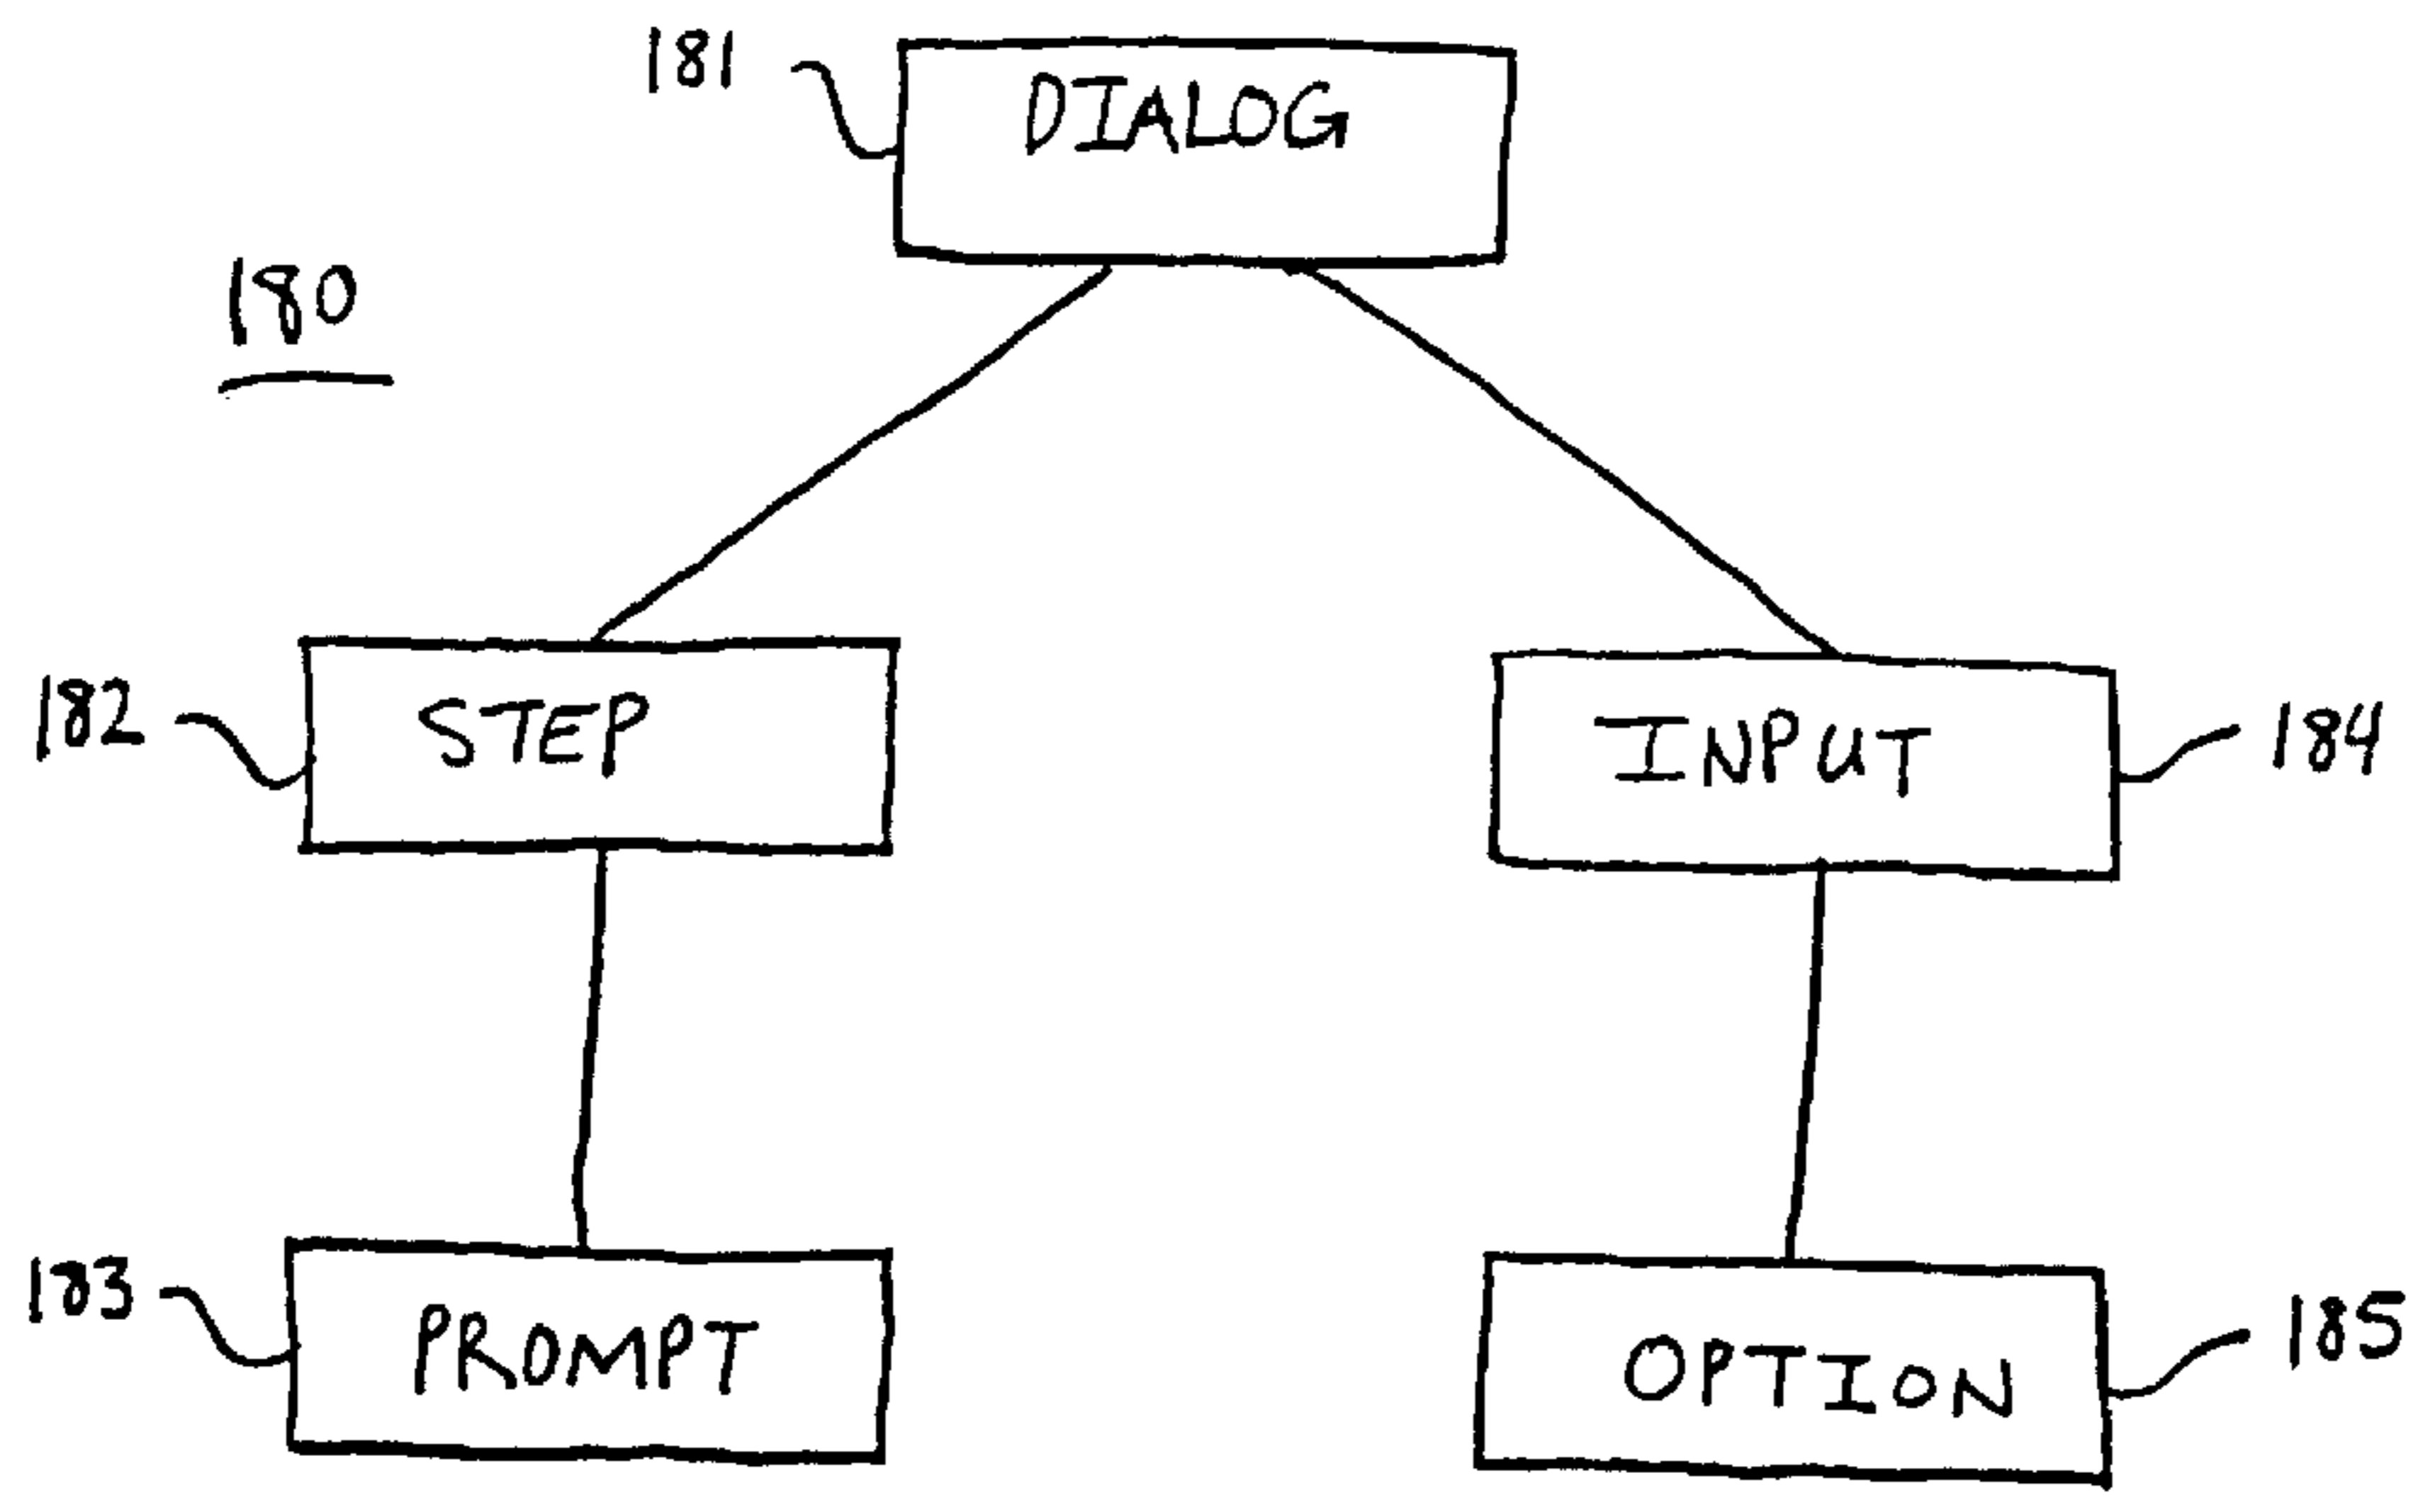 181
DIALOG
180
182
STEP
INPUT
184
183
PROMPT
OPTION
185